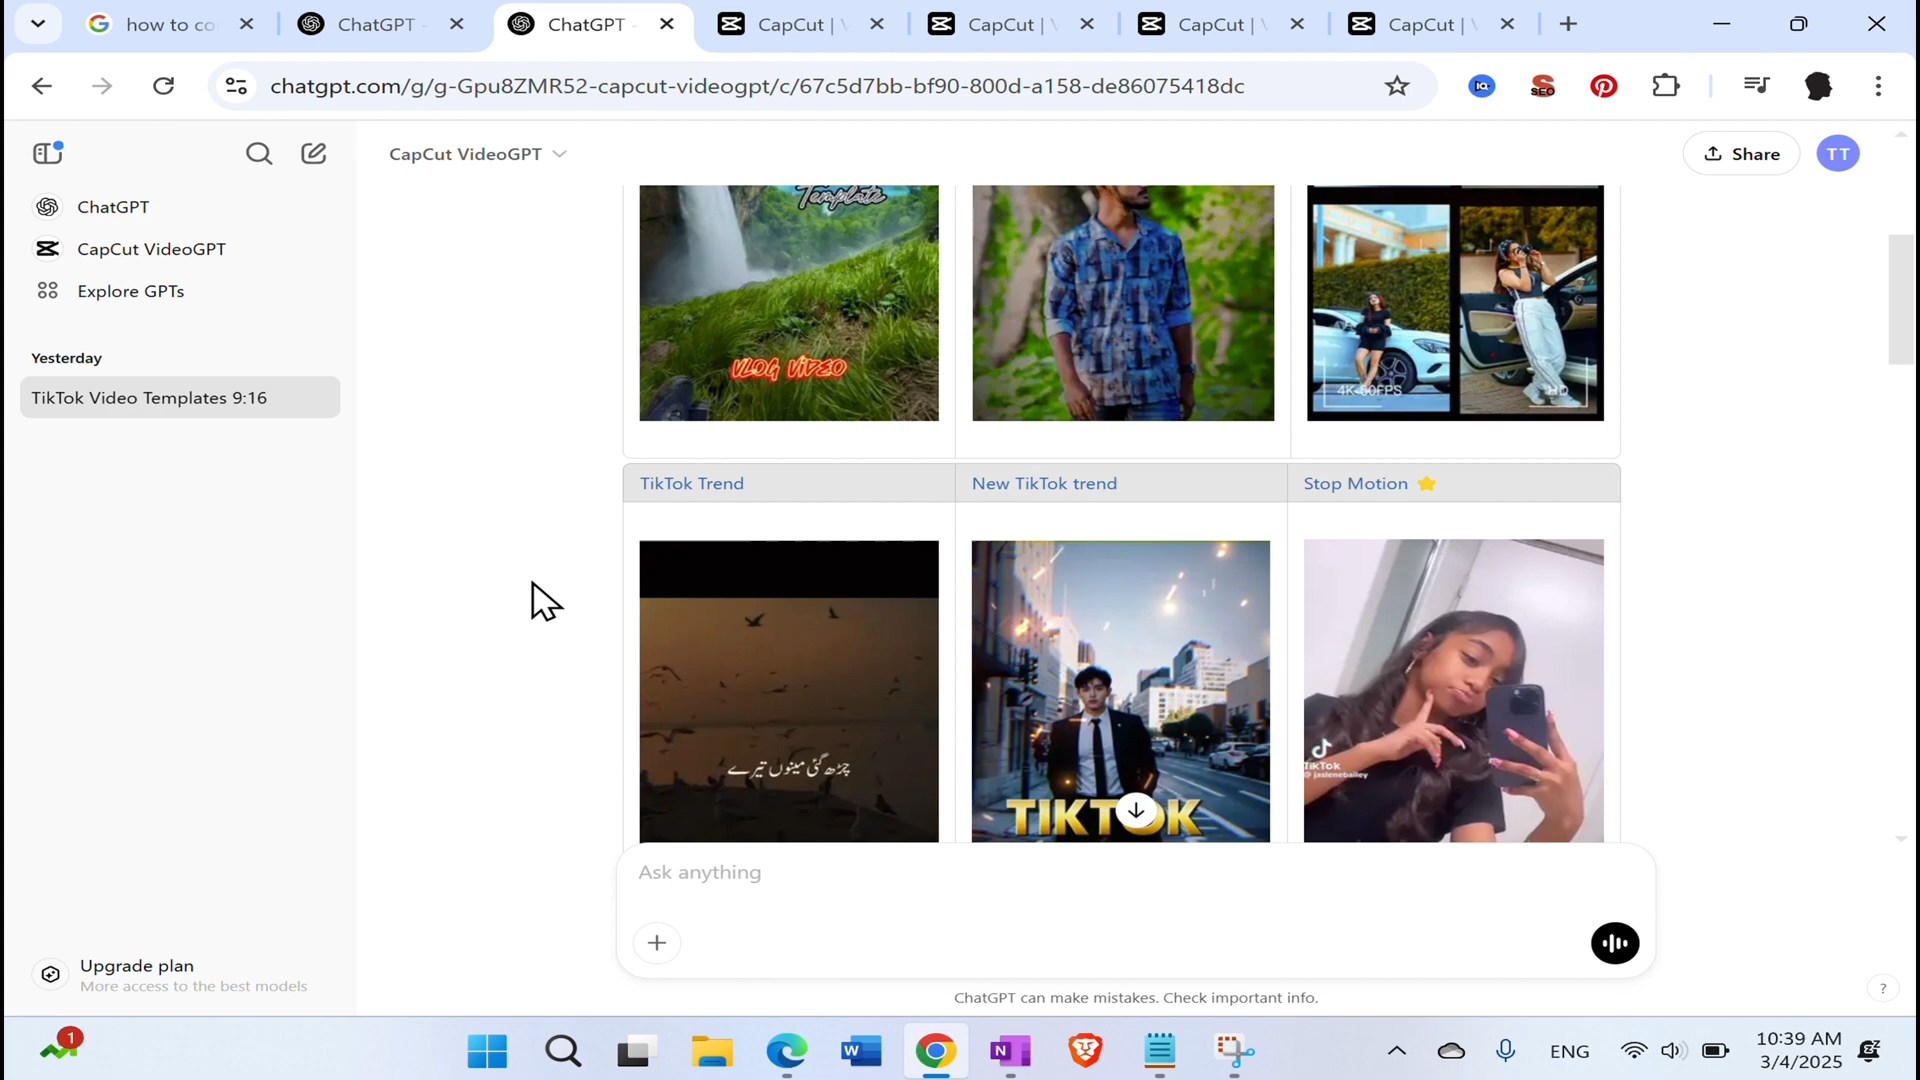 how to co
ChatGPT -
ChatGPT -
CapCut | V
CapCut | V
CapCut | V
CapCut | V
chatgpt.com/g/g-Gpu8ZMR52-capcut-videogpt/c/67c5d7bb-bf90-800d-a158-de86075418dc
SEO
CapCut VideoGPT
Share
TT
ChatGPT
CapCut VideoGPT
Explore GPTs
Yesterday
TikTok Video Templates 9:16
Template
VLOG VIDEO
4K-60FPS
HD
TikTok Trend
New TikTok trend
Stop Motion ⭐
چڑھ گئی مینوں تیرے
TIKTOK
TikTok
@ jaslenebailey
Ask anything
Upgrade plan
More access to the best models
ChatGPT can make mistakes. Check important info.
?
1
ENG
10:39 AM
3/4/2025